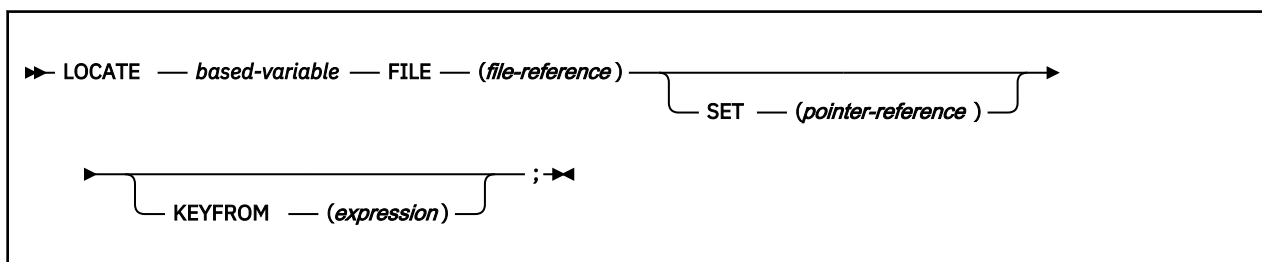 LOCATE based-variable FILE (file-reference)
SET (pointer-reference )
;
KEYFROM (expression)